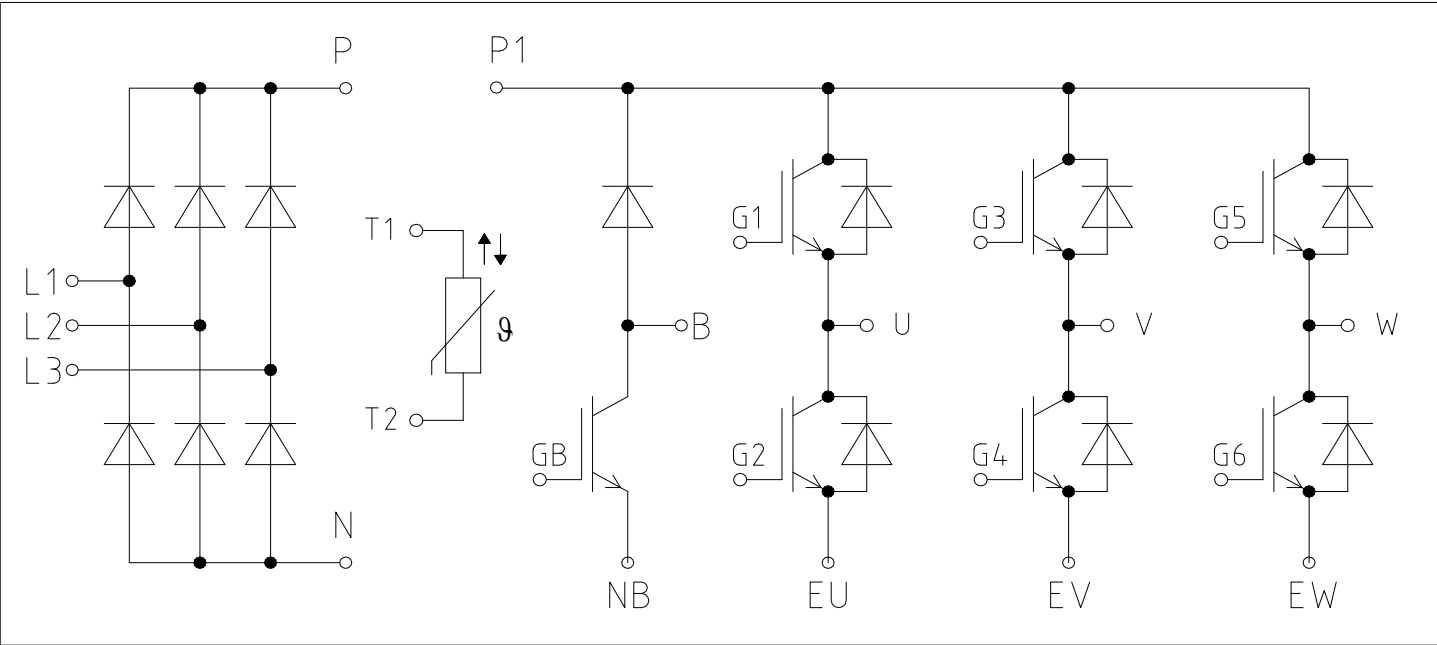 P P1
T1 G1 G3 G5
L1
L2 ϑ B U V W
L3
T2 GB G2 G4 G6
N
NB EU EV EW